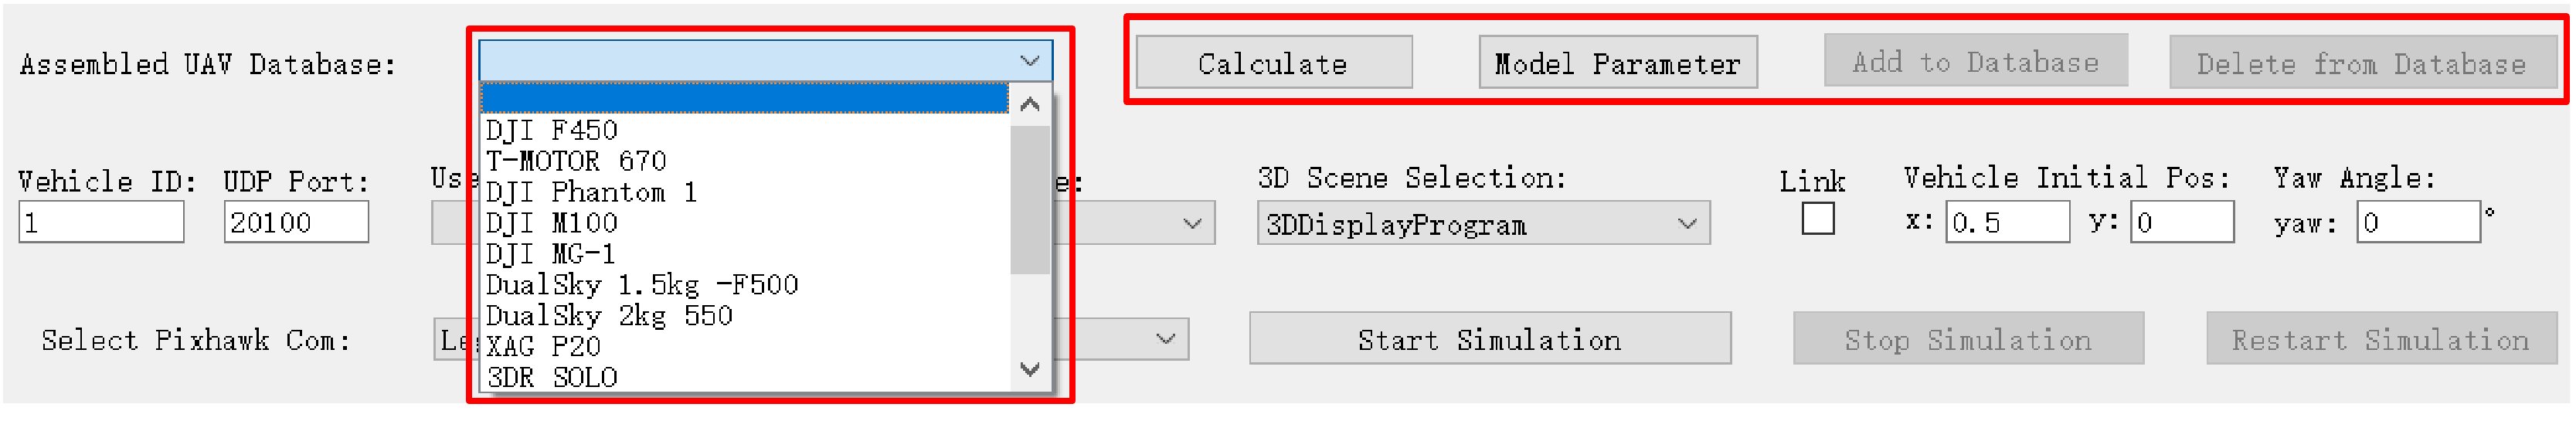 Assembled UAV Database:
Calculate
Model Parameter
Add to Database
Delete from Database
DJI F450
T-MOTOR 670
DJI Phantom 1
DJI M100
DJI MG-1
DualSky 1.5kg -F500
DualSky 2kg 550
XAG P20
3DR SOLO
Vehicle ID:
UDP Port:
3D Scene Selection:
Link
Vehicle Initial Pos:
Yaw Angle:
1
20100
3DDisplayProgram
x: 0.5
y: 0
yaw: 0 °
Select Pixhawk Com:
Start Simulation
Stop Simulation
Restart Simulation